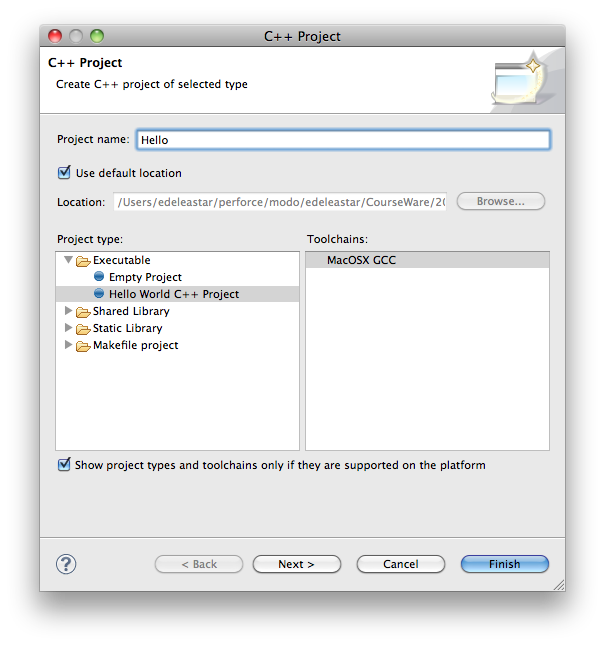 C++ Project
C++ Project
Create C++ project of selected type
Project name: Hello
Use default location
Location: /Users/edeleastar/perforce/modo/edeleastar/CourseWare/20 Browse...
Project type: Toolchains:
Executable MacOSX GCC
Empty Project
Hello World C++ Project
Shared Library
Static Library
Makefile project
Show project types and toolchains only if they are supported on the platform
? < Back Next > Cancel Finish